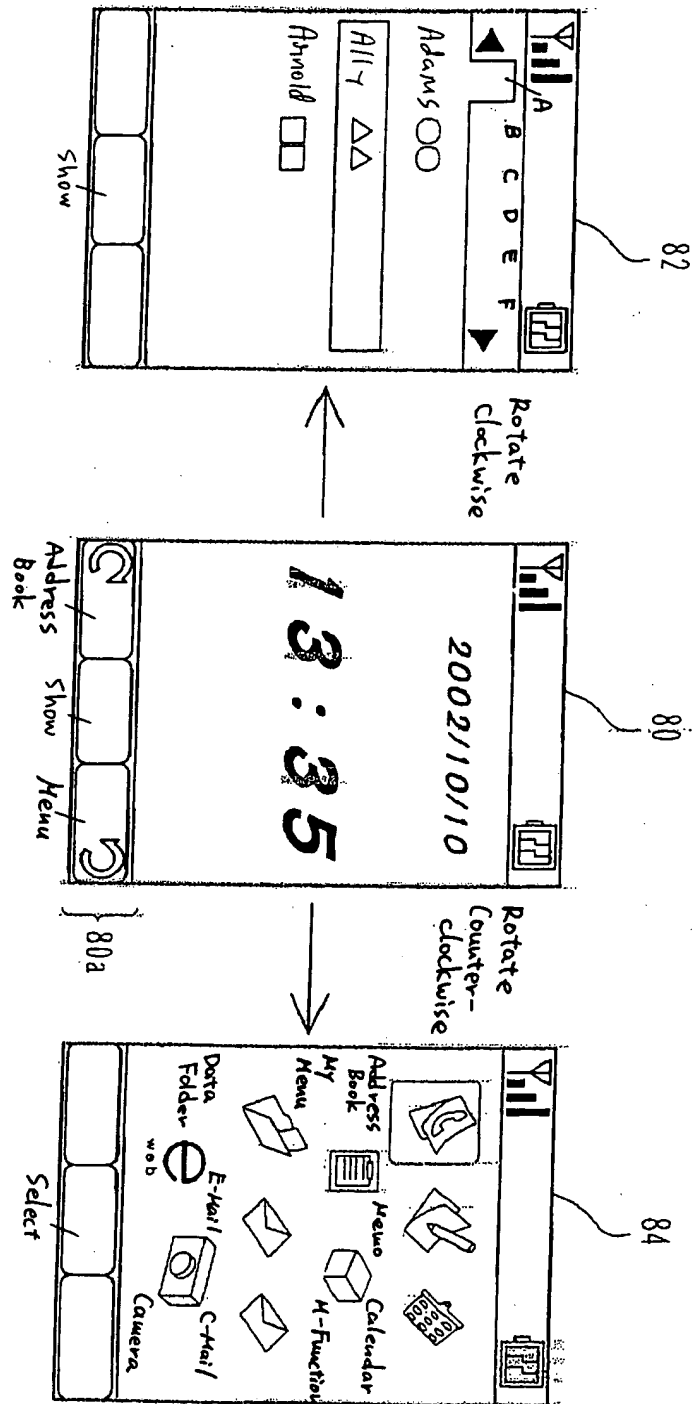 82
A B C D E F
Adams
Ally
Arnold
Show
Rotate
Clockwise
80
2002/10/10
13:35
Address
Book
Show
Menu
80a
Rotate
Counter-
clockwise
84
Address
Book
Memo
Calendar
My
Menu
M-Function
Data
Folder
E-Mail
C-Mail
web
Camera
Select